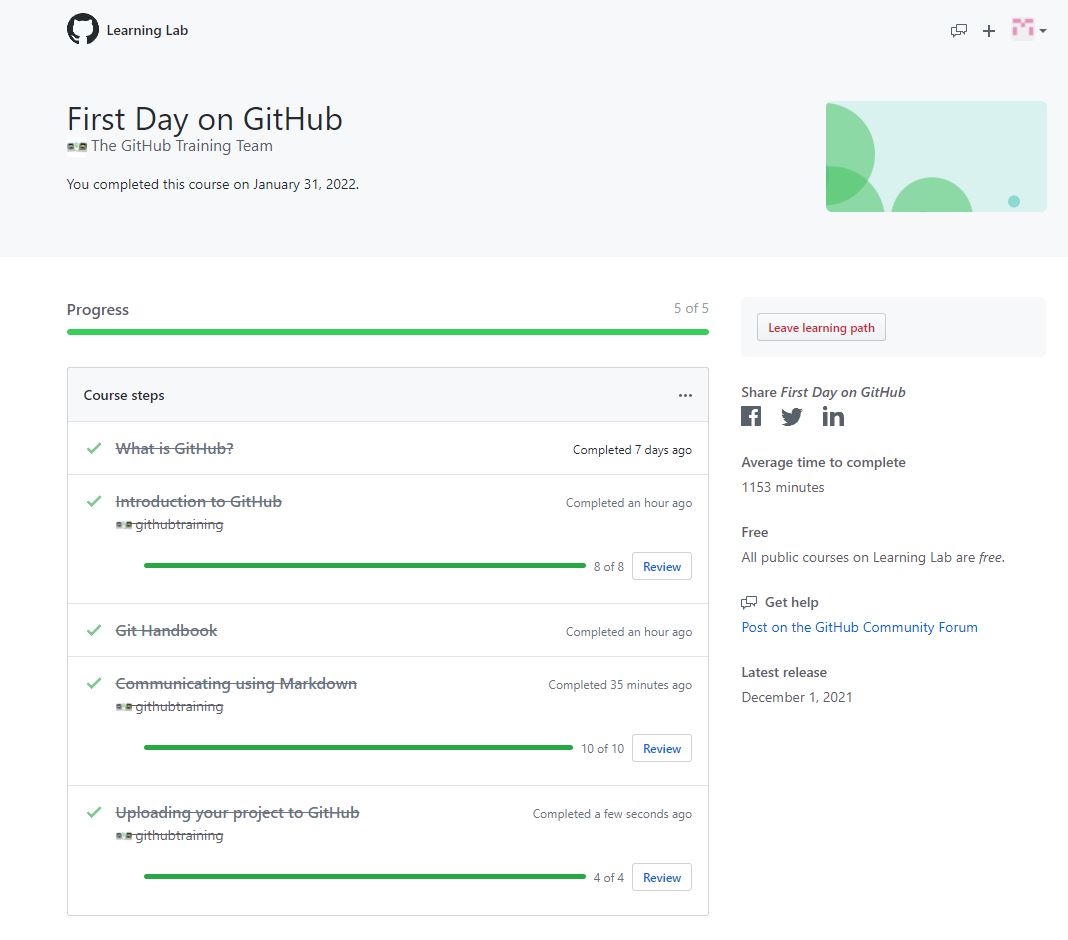 Learning Lab
First Day on GitHub
The GitHub Training Team
You completed this course on January 31, 2022.
Progress
5 of 5
Course steps
What is GitHub?
Completed 7 days ago
Introduction to GitHub
Completed an hour ago
githubtraining
8 of 8
Review
Git Handbook
Completed an hour ago
Communicating using Markdown
Completed 35 minutes ago
githubtraining
10 of 10
Review
Uploading your project to GitHub
Completed a few seconds ago
githubtraining
4 of 4
Review
Leave learning path
Share First Day on GitHub
Average time to complete
1153 minutes
Free
All public courses on Learning Lab are free.
Get help
Post on the GitHub Community Forum
Latest release
December 1, 2021